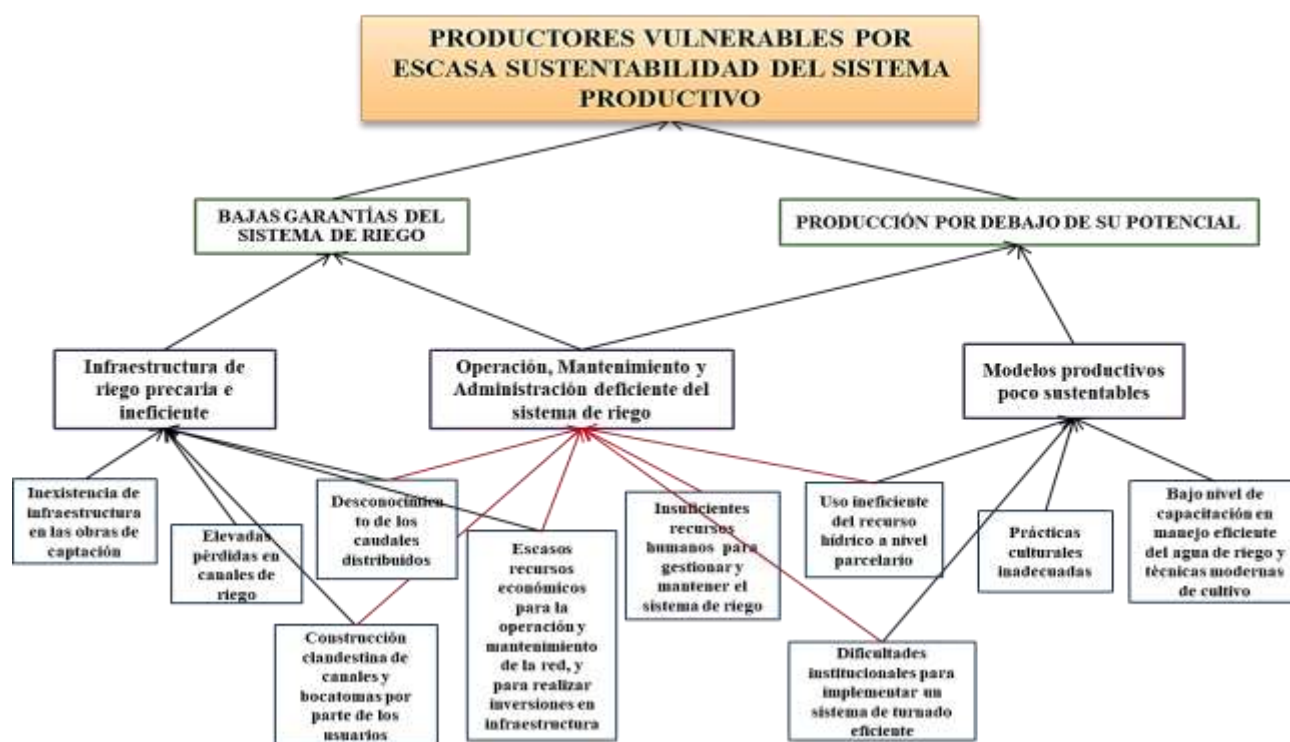 PRODUCTORES VULNERABLES POR
ESCASA SUSTENTABILIDAD DEL SISTEMA
PRODUCTIVO
BAJAS GARANTÍAS DEL
SISTEMA DE RIEGO
PRODUCCIÓN POR DEBAJO DE SU POTENCIAL
Infraestructura de
riego precaria e
ineficiente
Operación, Mantenimiento y
Administración deficiente del
sistema de riego
Modelos productivos
poco sustentables
Inexistencia de
infraestructura
en las obras de
captación
Elevadas
pérdidas en
canales de
riego
Construcción
clandestina de
canales y
bocatomas por
parte de los
usuarios
Desconocimien
to de los
caudales
distribuidos
Escasos
recursos
económicos
para la
operación y
mantenimiento
de la red, y
para realizar
inversiones en
infraestructura
Insuficientes
recursos
humanos para
gestionar y
mantener el
sistema de riego
Uso ineficiente
del recurso
hídrico a nivel
parcelario
Dificultades
institucionales para
implementar un
sistema de turnado
eficiente
Prácticas
culturales
inadecuadas
Bajo nivel de
capacitación en
manejo eficiente
del agua de riego y
técnicas modernas
de cultivo